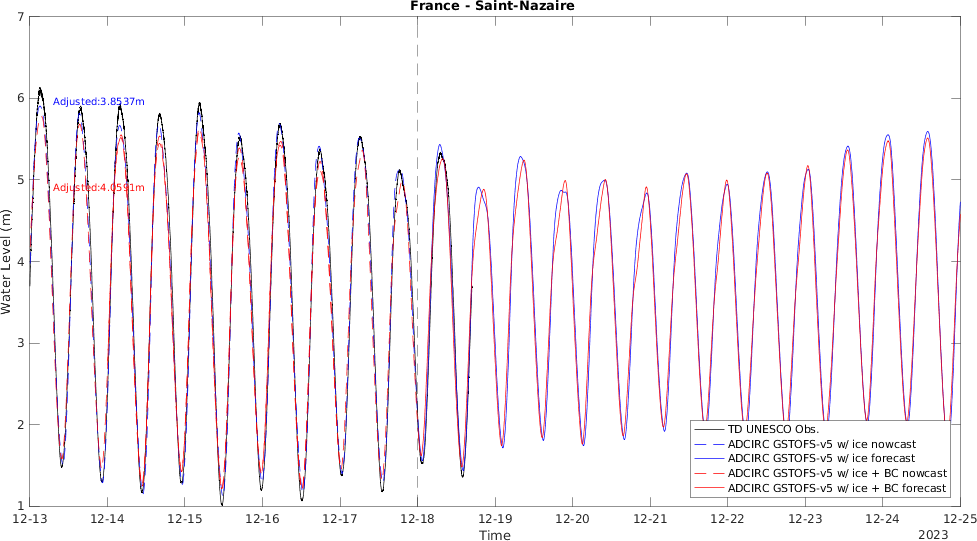 France - Saint-Nazaire
7
6
5
4
3
2
1
Water Level (m)
Adjusted:3.8537m
Adjusted:4.0591m
TD UNESCO Obs.
ADCIRC GSTOFS-v5 w/ ice nowcast
ADCIRC GSTOFS-v5 w/ ice forecast
ADCIRC GSTOFS-v5 w/ ice + BC nowcast
ADCIRC GSTOFS-v5 w/ ice + BC forecast
12-13 12-14 12-15 12-16 12-17 12-18 12-19 12-20 12-21 12-22 12-23 12-24 12-25
Time
2023